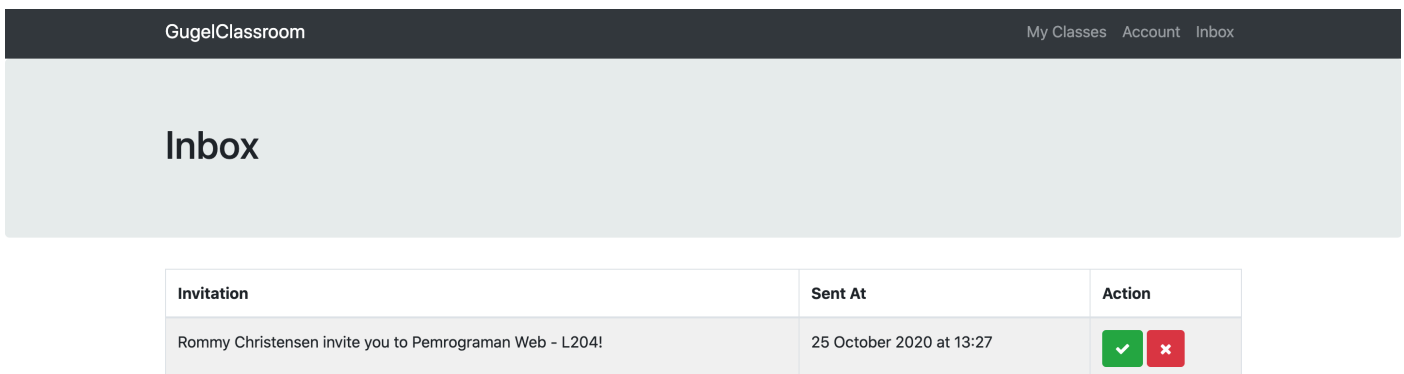 GugelClassroom My Classes Account Inbox
Inbox
Invitation Sent At Action
Rommy Christensen invite you to Pemrograman Web - L204! 25 October 2020 at 13:27